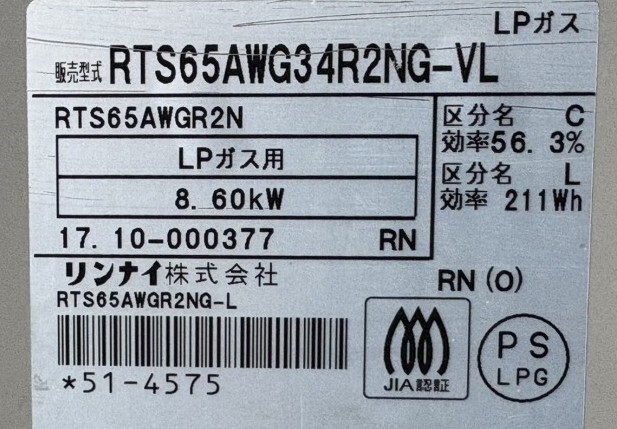 LPガス
販売型式 RTS65AWG34R2NG-VL
RTS65AWGR2N
LPガス用
8.60kW
17.10-000377 RN
区分名 C
効率56.3%
区分名 L
効率 211Wh
リンナイ株式会社
RN(O)
RTS65AWGR2NG-L
*51-4575
JIA認証
PS
LPG